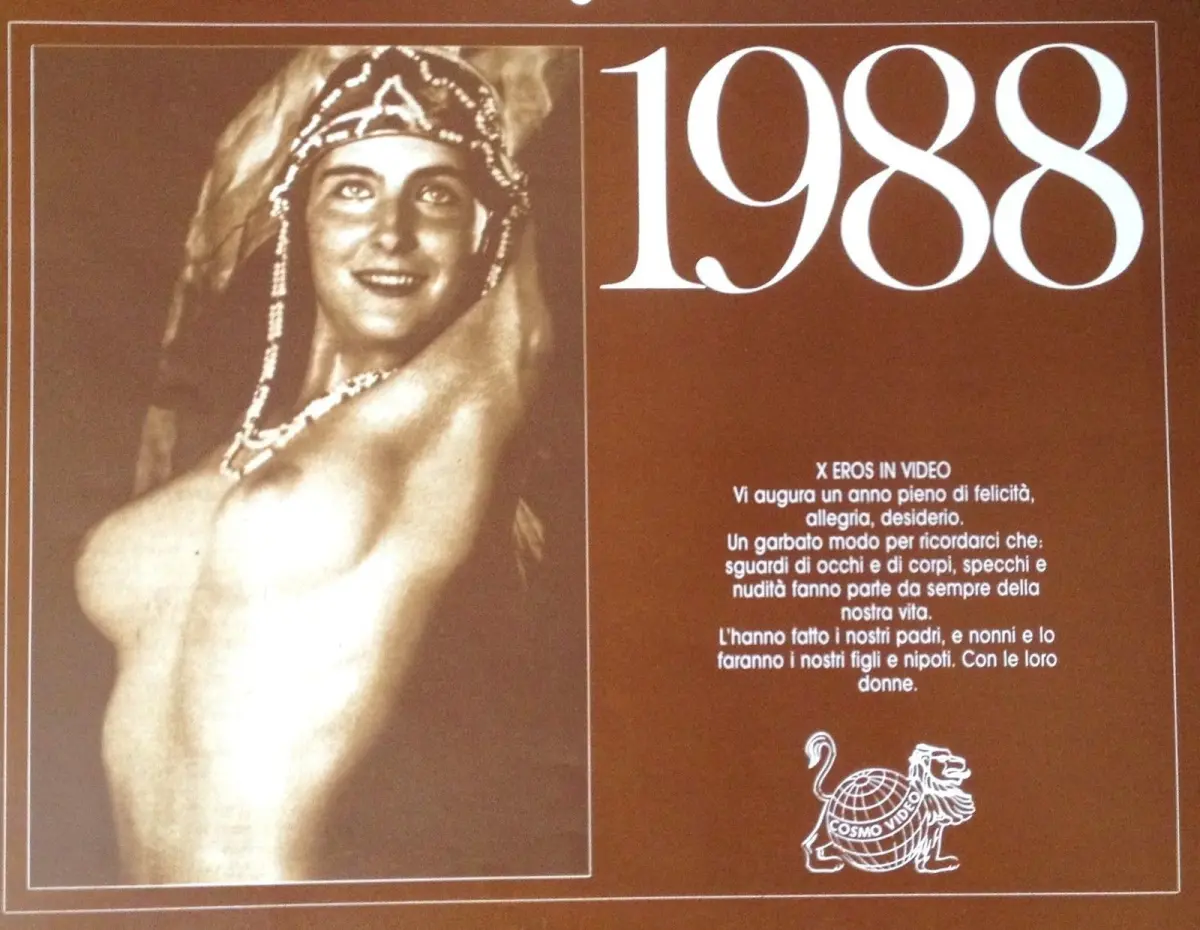 1988
X EROS IN VIDEO
Vi augura un anno pieno di felicità,
allegria, desiderio.
Un garbato modo per ricordarci che:
sguardi di occhi e di corpi, specchi e
nudità fanno parte da sempre della
nostra vita.
L'hanno fatto i nostri padri, e nonni e lo
faranno i nostri figli e nipoti. Con le loro
donne.
COSMO VIDEO